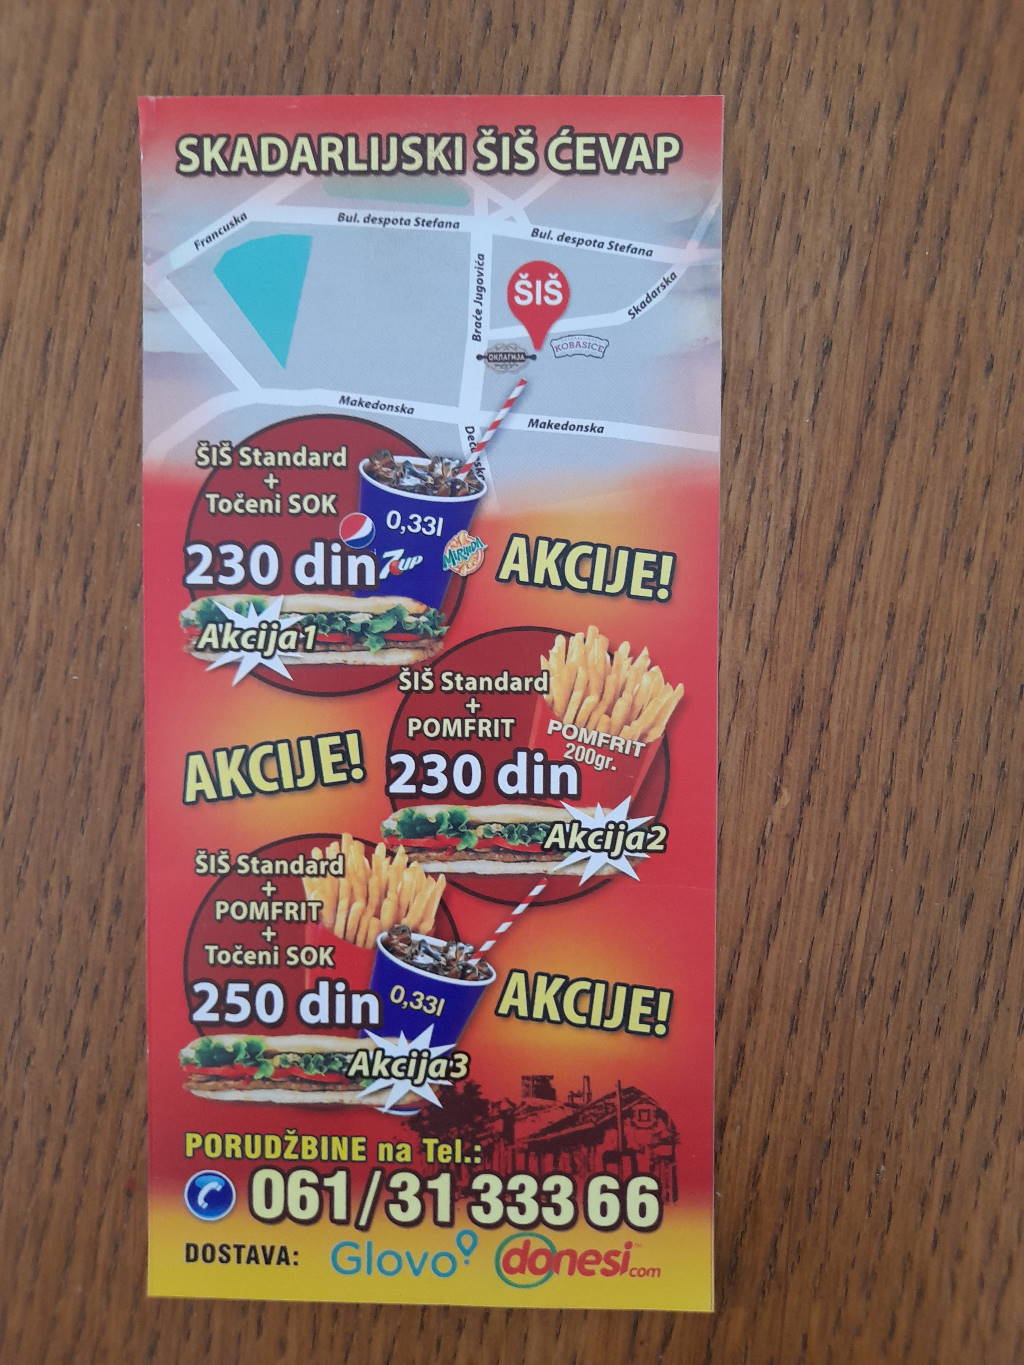 SKADARLIJSKI ŠIŠ ĆEVAP
Francuska
Bul. despota Stefana
Bul. despota Stefana
Braće Jugovića
ŠIŠ
Skadarska
ОКЛАГИЈА
KOBASICE
Makedonska
Makedonska
ŠIŠ Standard
+
Točeni SOK
0,33l
230 din
7UP
MIRINDA
AKCIJE!
Akcija1
ŠIŠ Standard
+
POMFRIT
POMFRIT
200gr.
230 din
AKCIJE!
Akcija2
ŠIŠ Standard
+
POMFRIT
+
Točeni SOK
250 din
0,33l
AKCIJE!
Akcija3
PORUDŽBINE na Tel.:
061/31 333 66
DOSTAVA:
Glovo
donesi.com